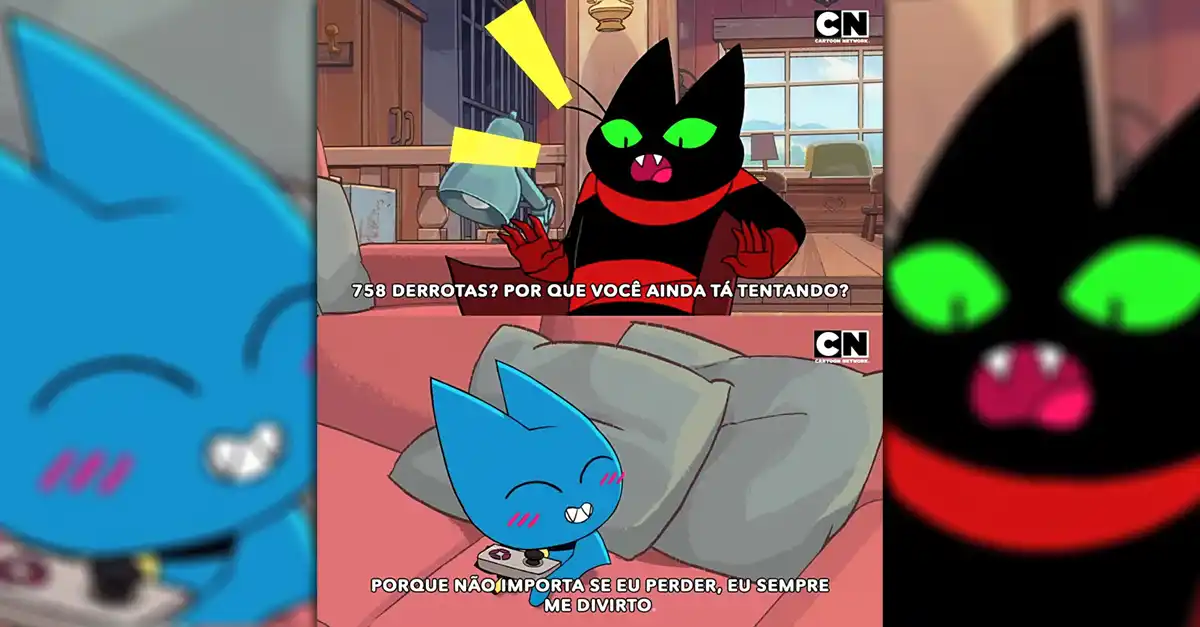 CN
CARTOON NETWORK.
758 DERROTAS? POR QUE VOCÊ AINDA TÁ TENTANDO?
CN
CARTOON NETWORK.
PORQUE NÃO IMPORTA SE EU PERDER, EU SEMPRE
ME DIVIRTO